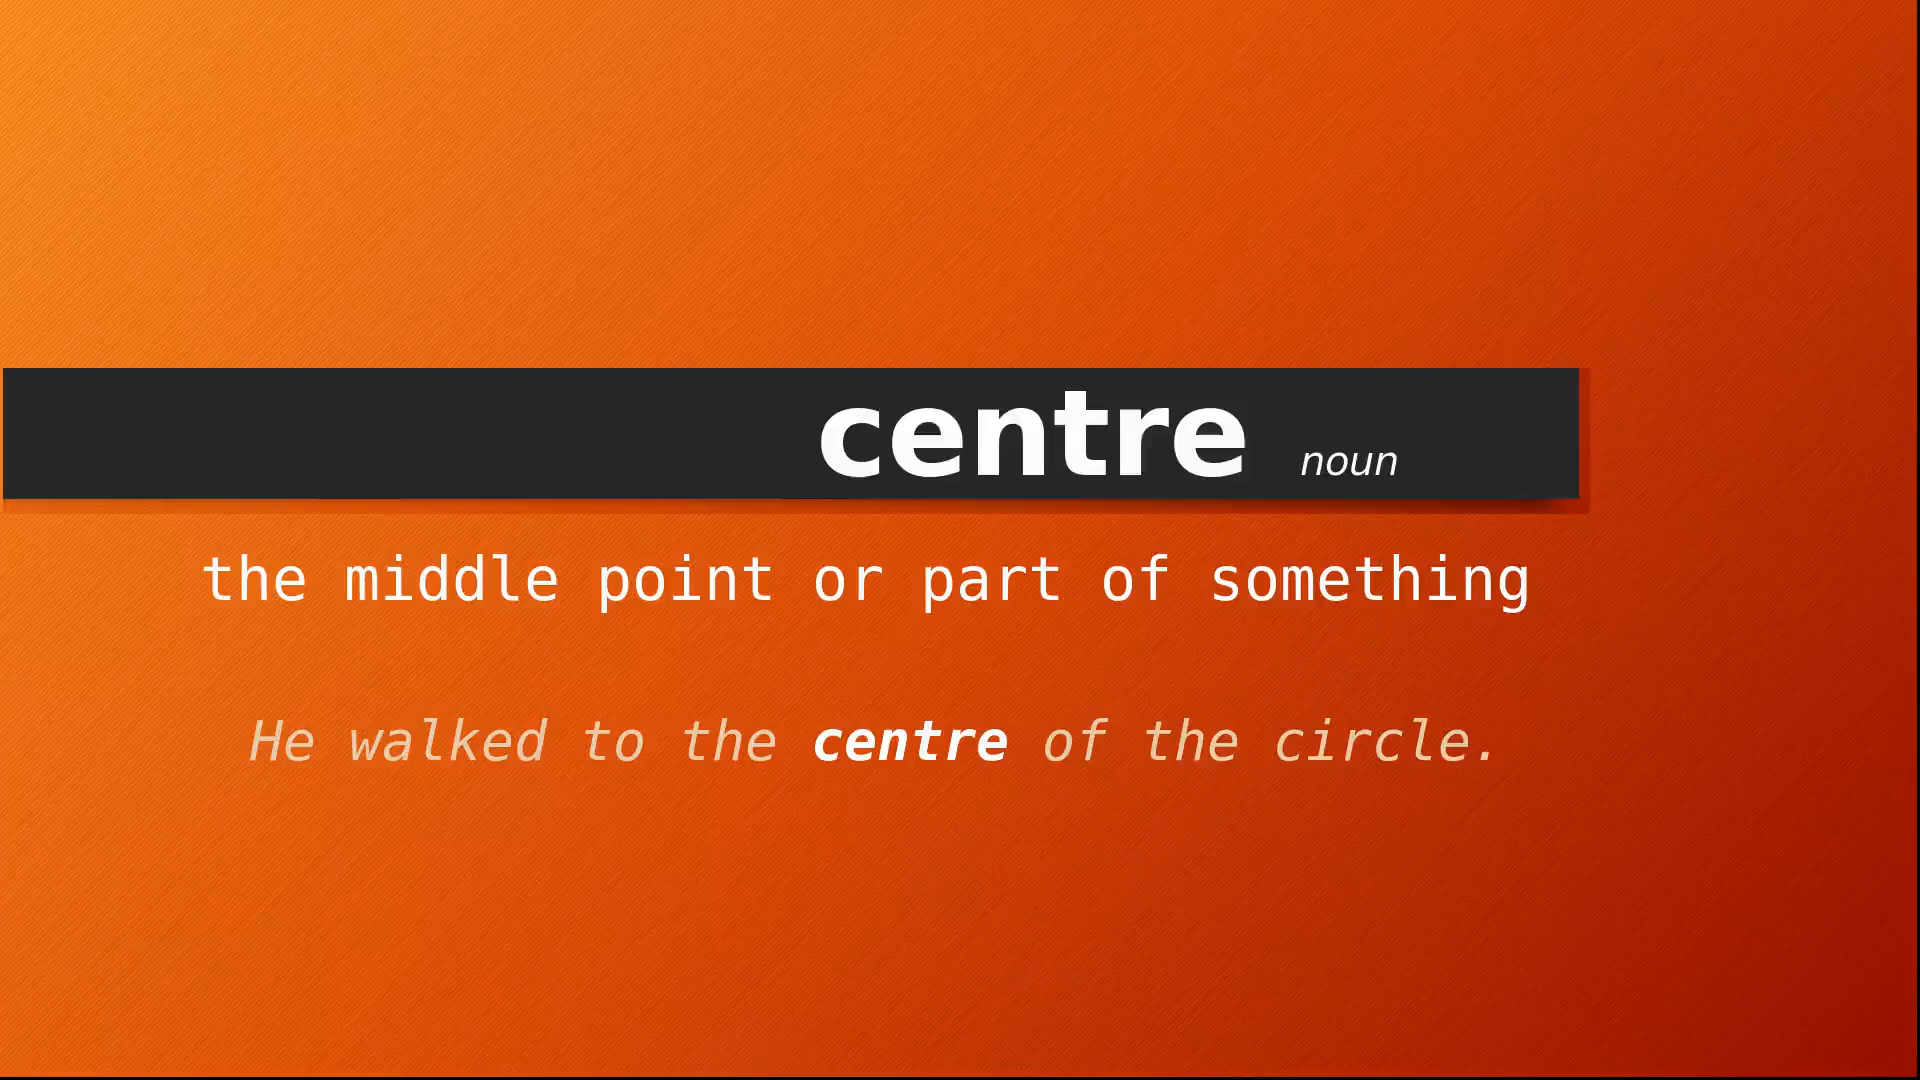 centre noun
the middle point or part of something
He walked to the centre of the circle.